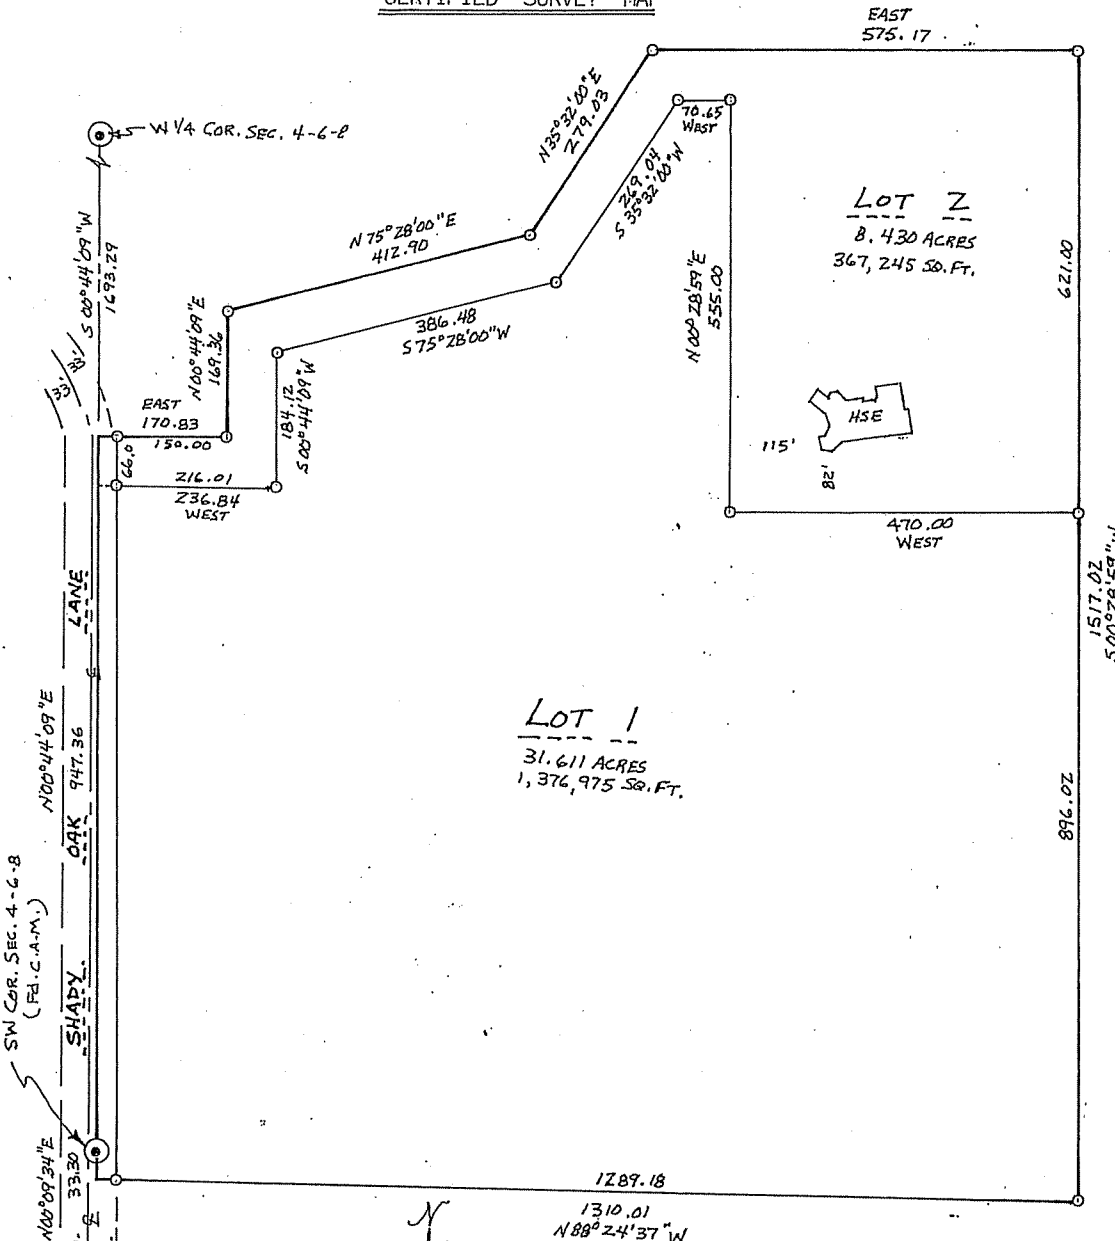 CERTIFIED SURVEY MAP
EAST
575.17
W 1/4 COR. SEC. 4-6-8
N35°32'00"E
279.03
70.65
WEST
269.04
S 35°32'00"W
LOT 2
8.430 ACRES
367,245 SQ.FT.
621.00
N 75°28'00"E
412.90
S 00°44'09"W
1693.29
N00°28'59"E
555.00
386.48
S75°28'00"W
N00°44'09"E
169.36
33'
33'
184.12
S00°44'09"W
EAST
170.83
150.00
HSE
115'
82'
66.0
216.01
236.84
WEST
470.00
WEST
1517.02
S00°28'59"W
LANE
N00°44'09"E
947.36
OAK
LOT 1
31.611 ACRES
1,376,975 SQ.FT.
896.02
SW COR. SEC. 4-6-8
(Fd. C.A.M.)
SHADY
N00°09'34"E
33.30
1289.18
1310.01
N88°24'37"W
N